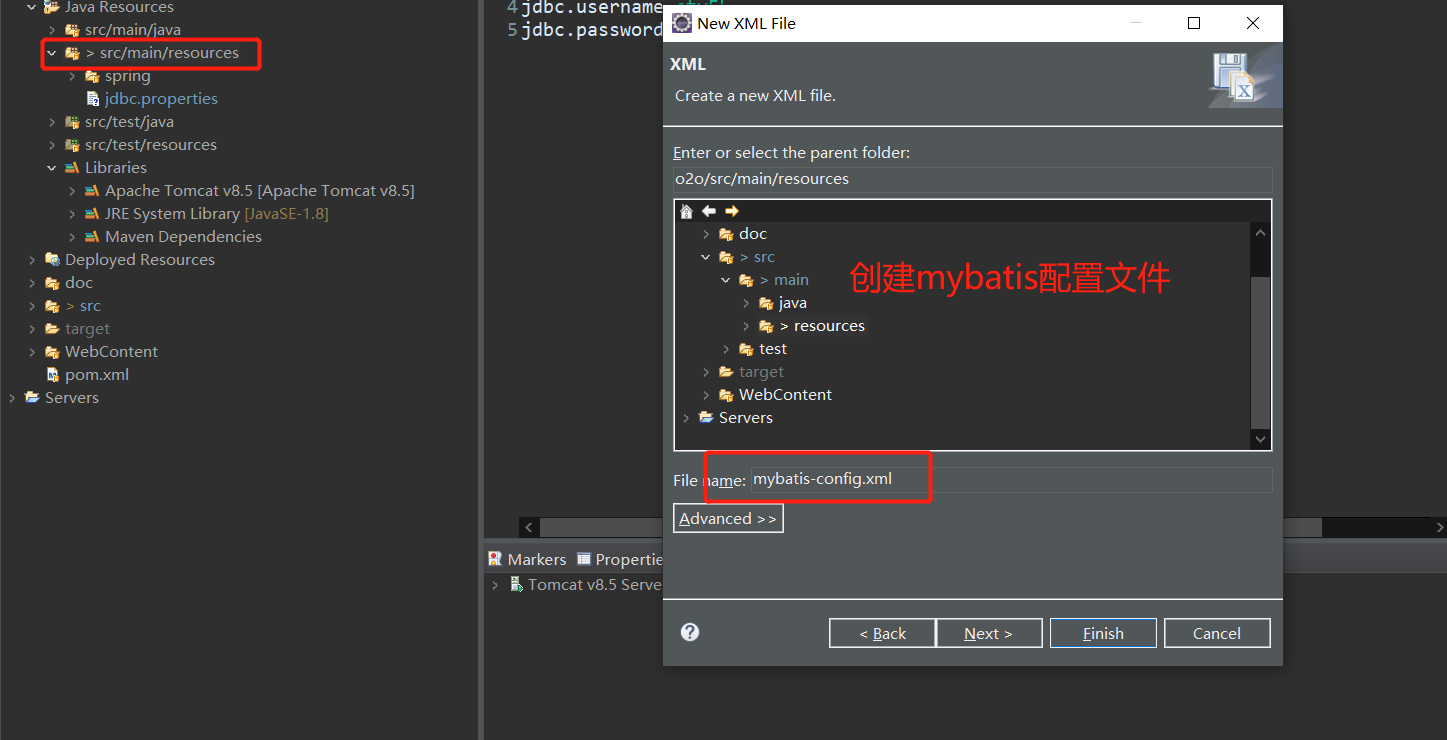 Java Resources
src/main/java
> src/main/resources
spring
jdbc.properties
src/test/java
src/test/resources
Libraries
Apache Tomcat v8.5 [Apache Tomcat v8.5]
JRE System Library [JavaSE-1.8]
Maven Dependencies
Deployed Resources
doc
> src
target
WebContent
pom.xml
Servers
4 jdbc.username
5 jdbc.password
New XML File
XML
Create a new XML file.
Enter or select the parent folder:
o2o/src/main/resources
doc
> src
> main
java
> resources
test
target
WebContent
Servers
创建mybatis配置文件
File name: mybatis-config.xml
Advanced >>
< Back
Next >
Finish
Cancel
Markers
Propertie
Tomcat v8.5 Serve